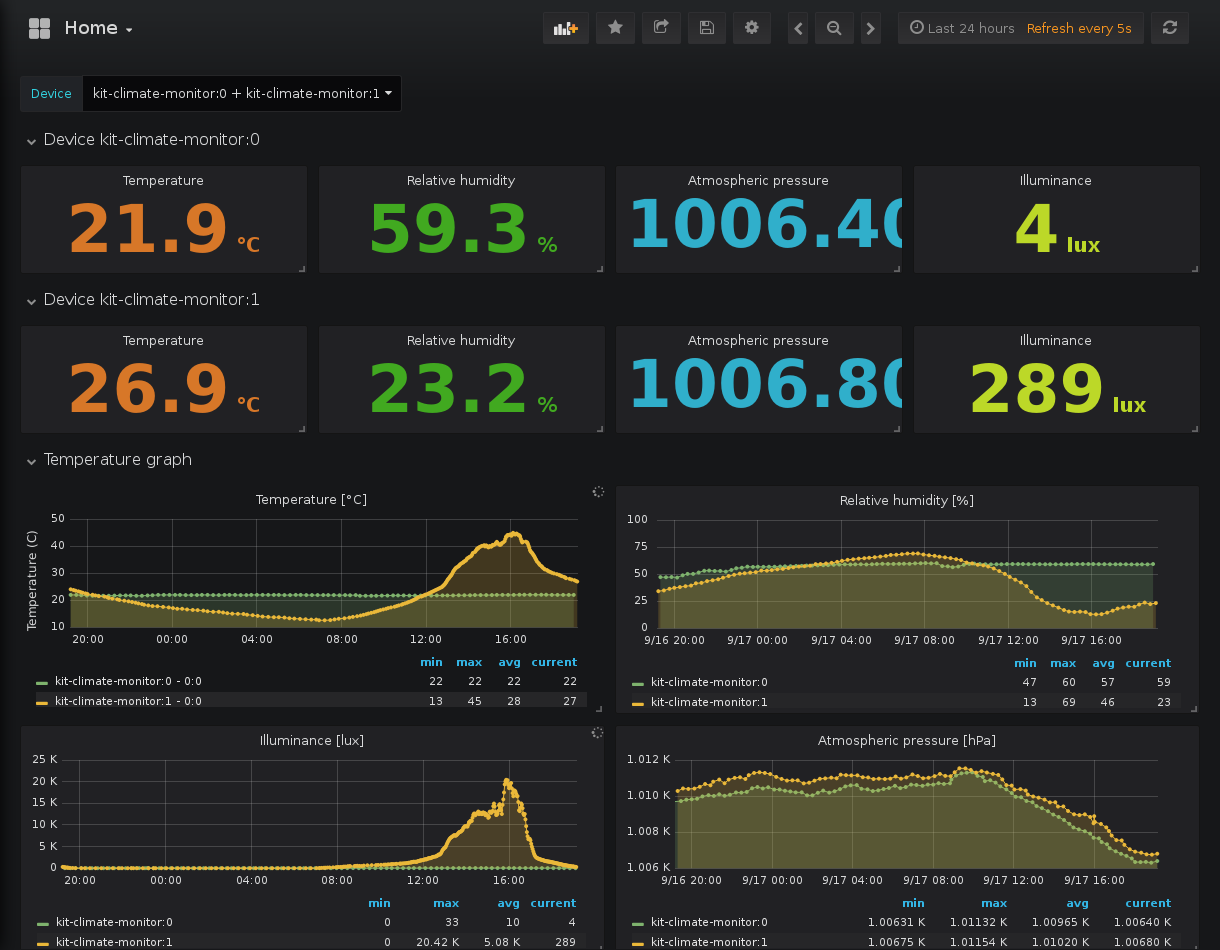 Home
Last 24 hours Refresh every 5s
Device kit-climate-monitor:0 + kit-climate-monitor:1
Device kit-climate-monitor:0
Temperature Relative humidity Atmospheric pressure Illuminance
21.9 °C 59.3 % 1006.40 4 lux
Device kit-climate-monitor:1
Temperature Relative humidity Atmospheric pressure Illuminance
26.9 °C 23.2 % 1006.80 289 lux
Temperature graph
Temperature [°C]
Temperature (C)
50
40
30
20
10
20:00 00:00 04:00 08:00 12:00 16:00
min max avg current
kit-climate-monitor:0 - 0:0 22 22 22 22
kit-climate-monitor:1 - 0:0 13 45 28 27
Relative humidity [%]
100
75
50
25
0
9/16 20:00 9/17 00:00 9/17 04:00 9/17 08:00 9/17 12:00 9/17 16:00
min max avg current
kit-climate-monitor:0 47 60 57 59
kit-climate-monitor:1 13 69 46 23
Illuminance [lux]
25 K
20 K
15 K
10 K
5 K
0
20:00 00:00 04:00 08:00 12:00 16:00
min max avg current
kit-climate-monitor:0 0 33 10 4
kit-climate-monitor:1 0 20.42 K 5.08 K 289
Atmospheric pressure [hPa]
1.012 K
1.010 K
1.008 K
1.006 K
9/16 20:00 9/17 00:00 9/17 04:00 9/17 08:00 9/17 12:00 9/17 16:00
min max avg current
kit-climate-monitor:0 1.00631 K 1.01132 K 1.00965 K 1.00640 K
kit-climate-monitor:1 1.00675 K 1.01154 K 1.01020 K 1.00680 K